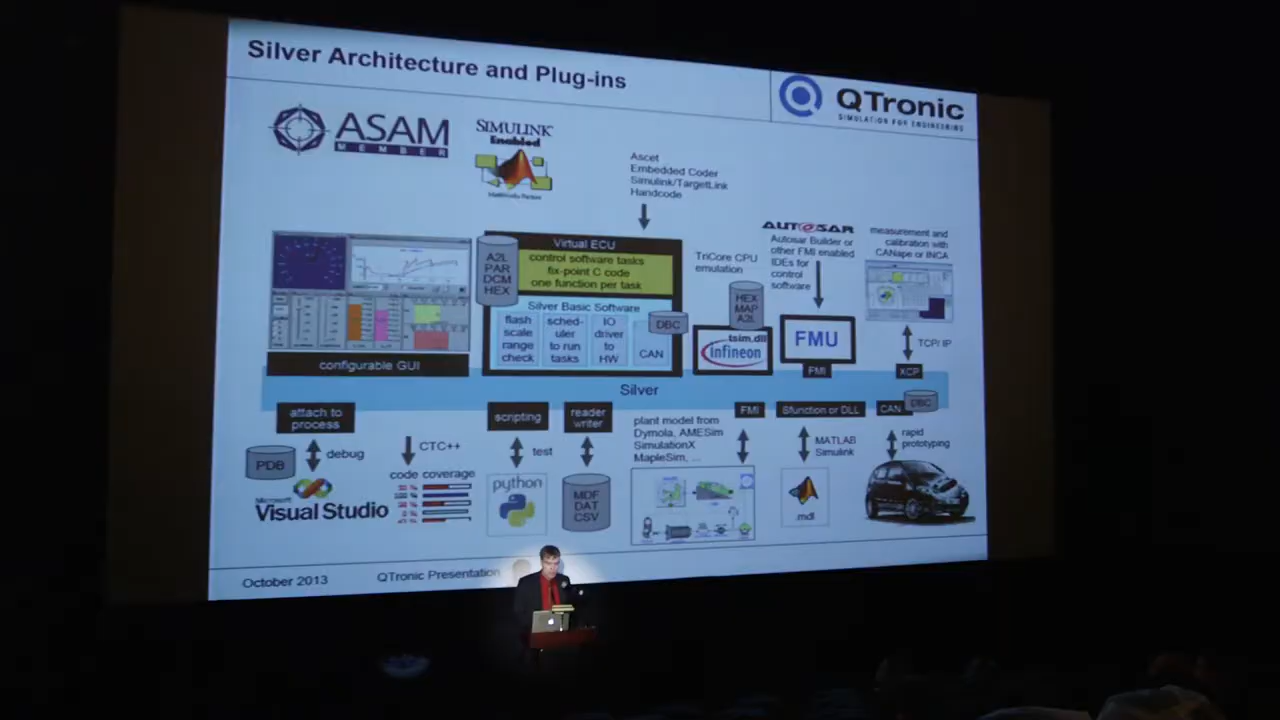 Silver Architecture and Plug-ins
QTronic
SIMULATION FOR ENGINEERING
ASAM
MEMBER
SIMULINK
Enabled
MathWorks Partner
Ascet
Embedded Coder
Simulink/TargetLink
Handcode
A2L
PAR
DCM
HEX
Virtual ECU
control software tasks
fix-point C code
one function per task
Silver Basic Software
flash
scale
range
check
sched-
uler
to run
tasks
IO
driver
to
HW
DBC
CAN
TriCore CPU
emulation
HEX
MAP
A2L
tsim.dll
infineon
AUTOSAR
Autosar Builder or
other FMI enabled
IDEs for
control
software
FMU
FMI
measurement and
calibration with
CANape or INCA
TCP/ IP
XCP
configurable GUI
Silver
attach to
process
PDB
debug
Microsoft
Visual Studio
CTC++
code coverage
scripting
test
python
reader
writer
MDF
DAT
CSV
plant model from
Dymola, AMESim
SimulationX
MapleSim, ...
FMI
Sfunction or DLL
MATLAB
Simulink
.mdl
CAN
DBC
rapid
prototyping
October 2013
QTronic Presentation